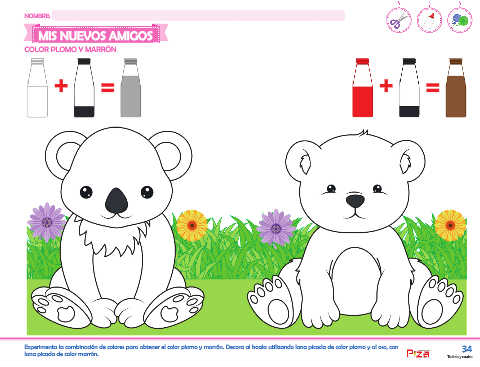 NOMBRE:
MIS NUEVOS AMIGOS
COLOR PLOMO Y MARRÓN
Experimenta la combinación de colores para obtener el color plomo y marrón. Decora al koala utilizando lana picada de color plomo y al oso, con
lana picada de color marrón.
34